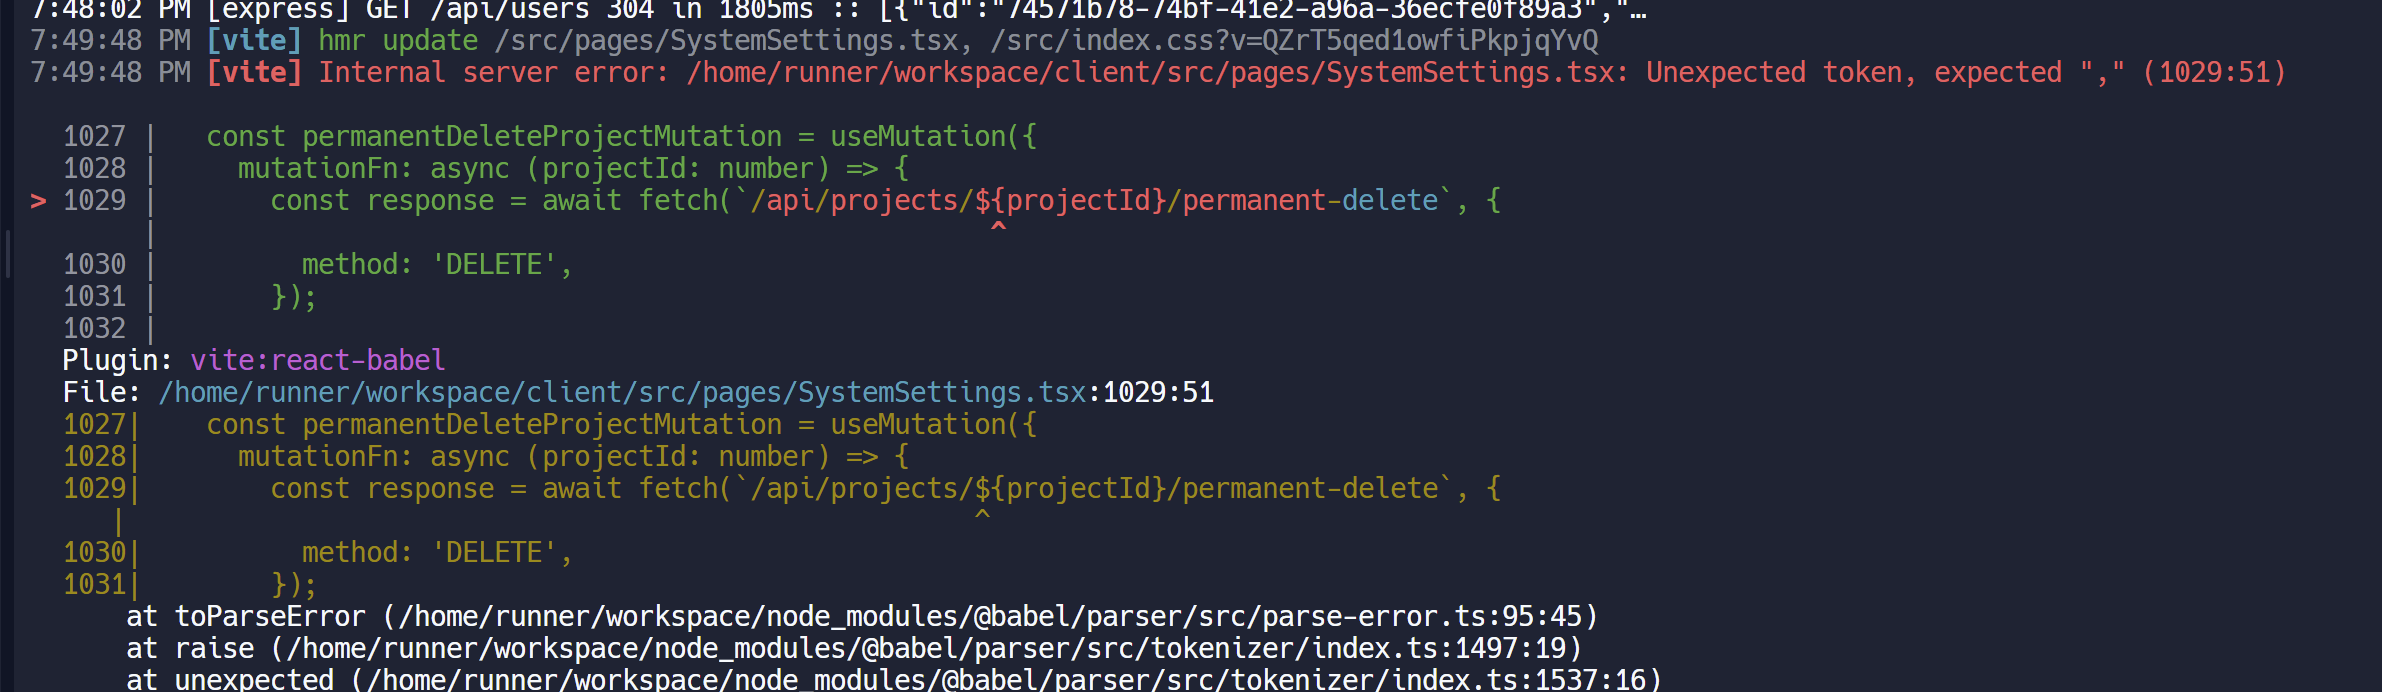 7:48:02 PM [express] GET /api/users 304 in 1805ms :: [{"id":"74571b78-74bf-41e2-a96a-36ecfe0f89a3","…
7:49:48 PM [vite] hmr update /src/pages/SystemSettings.tsx, /src/index.css?v=QZrT5qed1owfiPkpjqYvQ
7:49:48 PM [vite] Internal server error: /home/runner/workspace/client/src/pages/SystemSettings.tsx: Unexpected token, expected "," (1029:51)
  1027 |   const permanentDeleteProjectMutation = useMutation({
  1028 |     mutationFn: async (projectId: number) => {
> 1029 |       const response = await fetch(`/api/projects/${projectId}/permanent-delete`, {
       |                                                    ^
  1030 |         method: 'DELETE',
  1031 |       });
  1032 |
  Plugin: vite:react-babel
  File: /home/runner/workspace/client/src/pages/SystemSettings.tsx:1029:51
  1027|    const permanentDeleteProjectMutation = useMutation({
  1028|      mutationFn: async (projectId: number) => {
  1029|        const response = await fetch(`/api/projects/${projectId}/permanent-delete`, {
     |                                                     ^
  1030|          method: 'DELETE',
  1031|        });
      at toParseError (/home/runner/workspace/node_modules/@babel/parser/src/parse-error.ts:95:45)
      at raise (/home/runner/workspace/node_modules/@babel/parser/src/tokenizer/index.ts:1497:19)
      at unexpected (/home/runner/workspace/node_modules/@babel/parser/src/tokenizer/index.ts:1537:16)